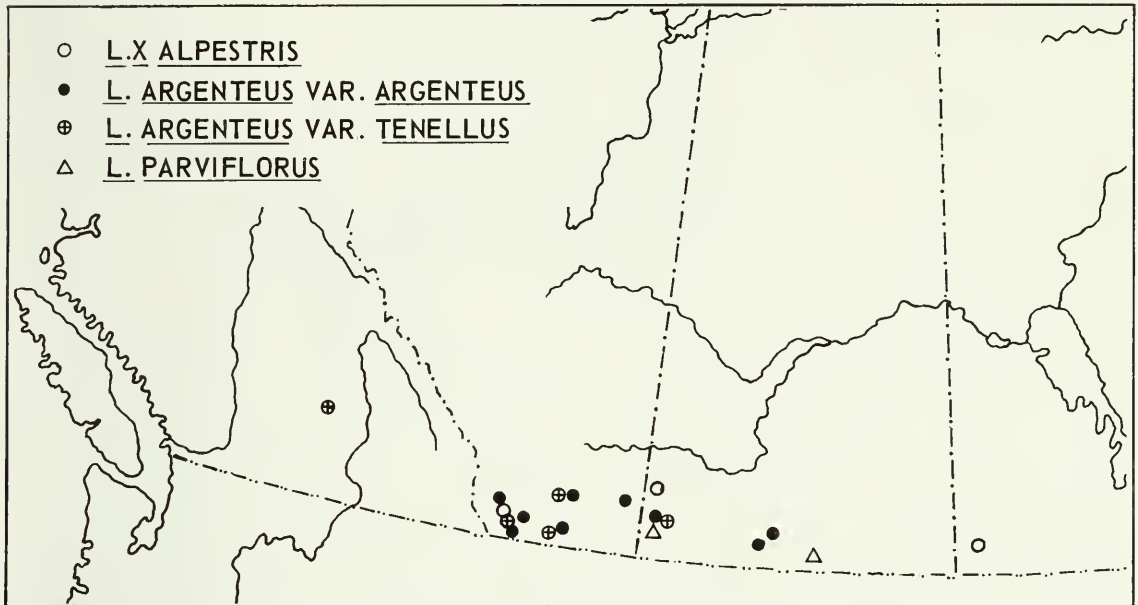 L.X ALPESTRIS
L. ARGENTEUS VAR. ARGENTEUS
L. ARGENTEUS VAR. TENELLUS
L. PARVIFLORUS